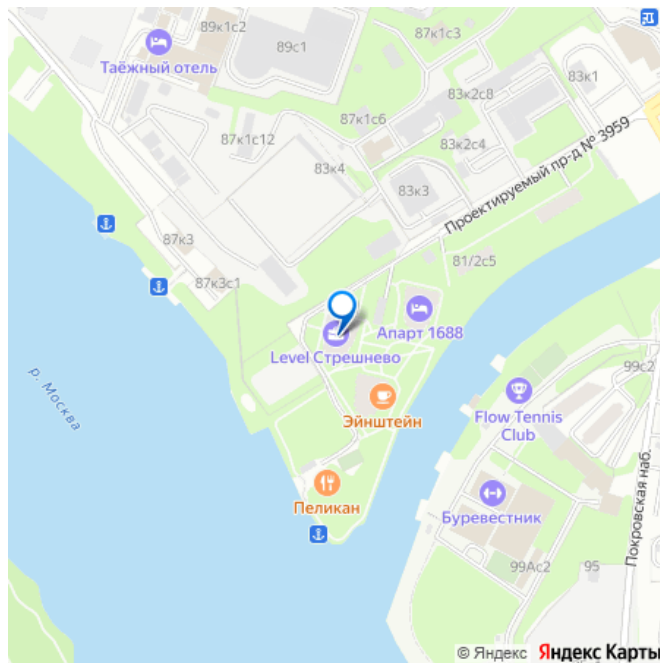 89к1с2
87к1с3
89с1
Таёжный отель
83к1
83к2с8
87к1с6
87к1с12
83к2с4
Проектируемый пр-д № 3959
83к4
83к3
87к3
81/2с5
87к3с1
Апарт 1688
Level Стрешнево
99с2
р. Москва
Эйнштейн
Flow Tennis
Club
Пеликан
Буревестник
Покровская наб.
99Ас2
95
© Яндекс Яндекс Карты